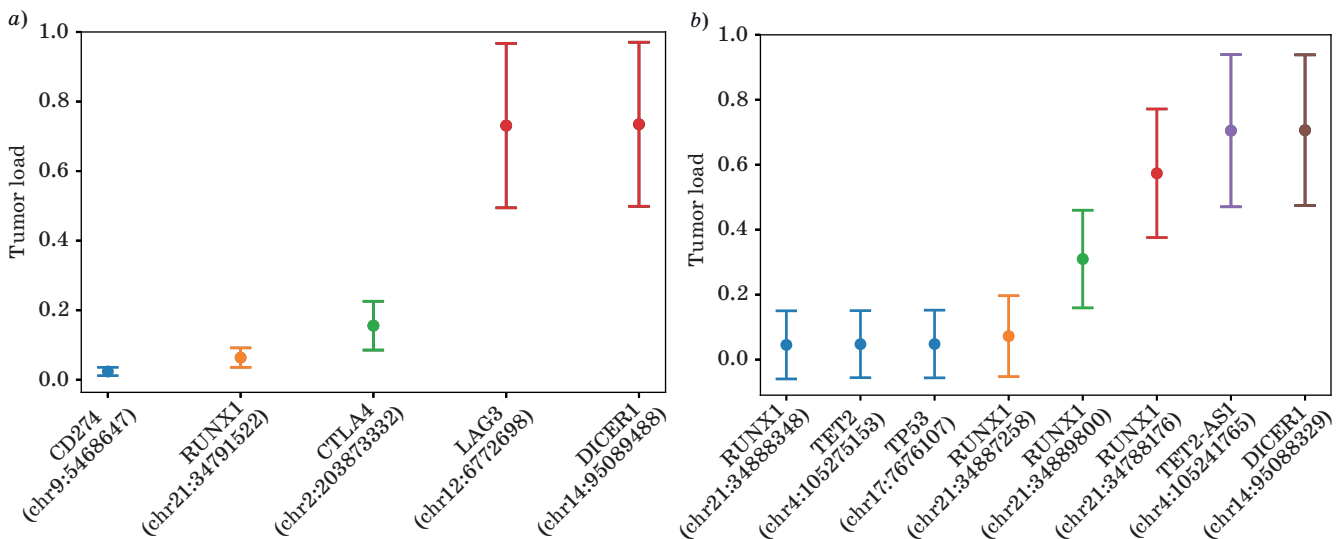 a)
Tumor load
1.0
0.8
0.6
0.4
0.2
0.0
CD274
(chr9:5468647)
RUNX1
(chr21:34791522)
CTLA4
(chr2:203873332)
LAG3
(chr12:6772698)
DICER1
(chr14:95089488)
b)
Tumor load
1.0
0.8
0.6
0.4
0.2
0.0
RUNX1
(chr21:34888348)
TET2
(chr4:105275153)
TP53
(chr17:7676107)
RUNX1
(chr21:34887258)
RUNX1
(chr21:34889800)
RUNX1
(chr21:34788176)
TET2-AS1
(chr4:105241765)
DICER1
(chr14:95088329)